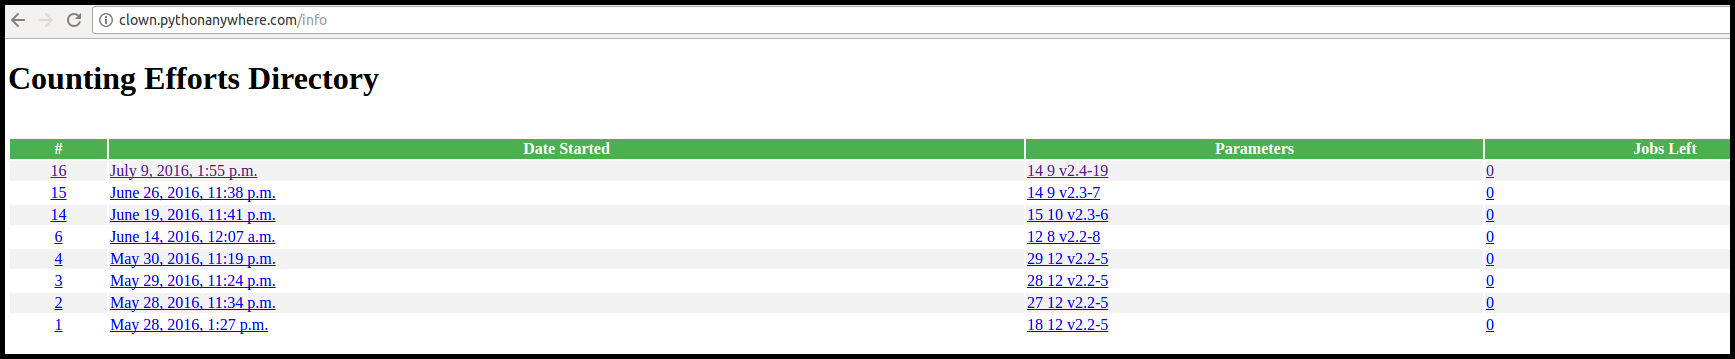 clown.pythonanywhere.com/info
Counting Efforts Directory
# Date Started Parameters Jobs Left
16 July 9, 2016, 1:55 p.m. 14 9 v2.4-19 0
15 June 26, 2016, 11:38 p.m. 14 9 v2.3-7 0
14 June 19, 2016, 11:41 p.m. 15 10 v2.3-6 0
6 June 14, 2016, 12:07 a.m. 12 8 v2.2-8 0
4 May 30, 2016, 11:19 p.m. 29 12 v2.2-5 0
3 May 29, 2016, 11:24 p.m. 28 12 v2.2-5 0
2 May 28, 2016, 11:34 p.m. 27 12 v2.2-5 0
1 May 28, 2016, 1:27 p.m. 18 12 v2.2-5 0